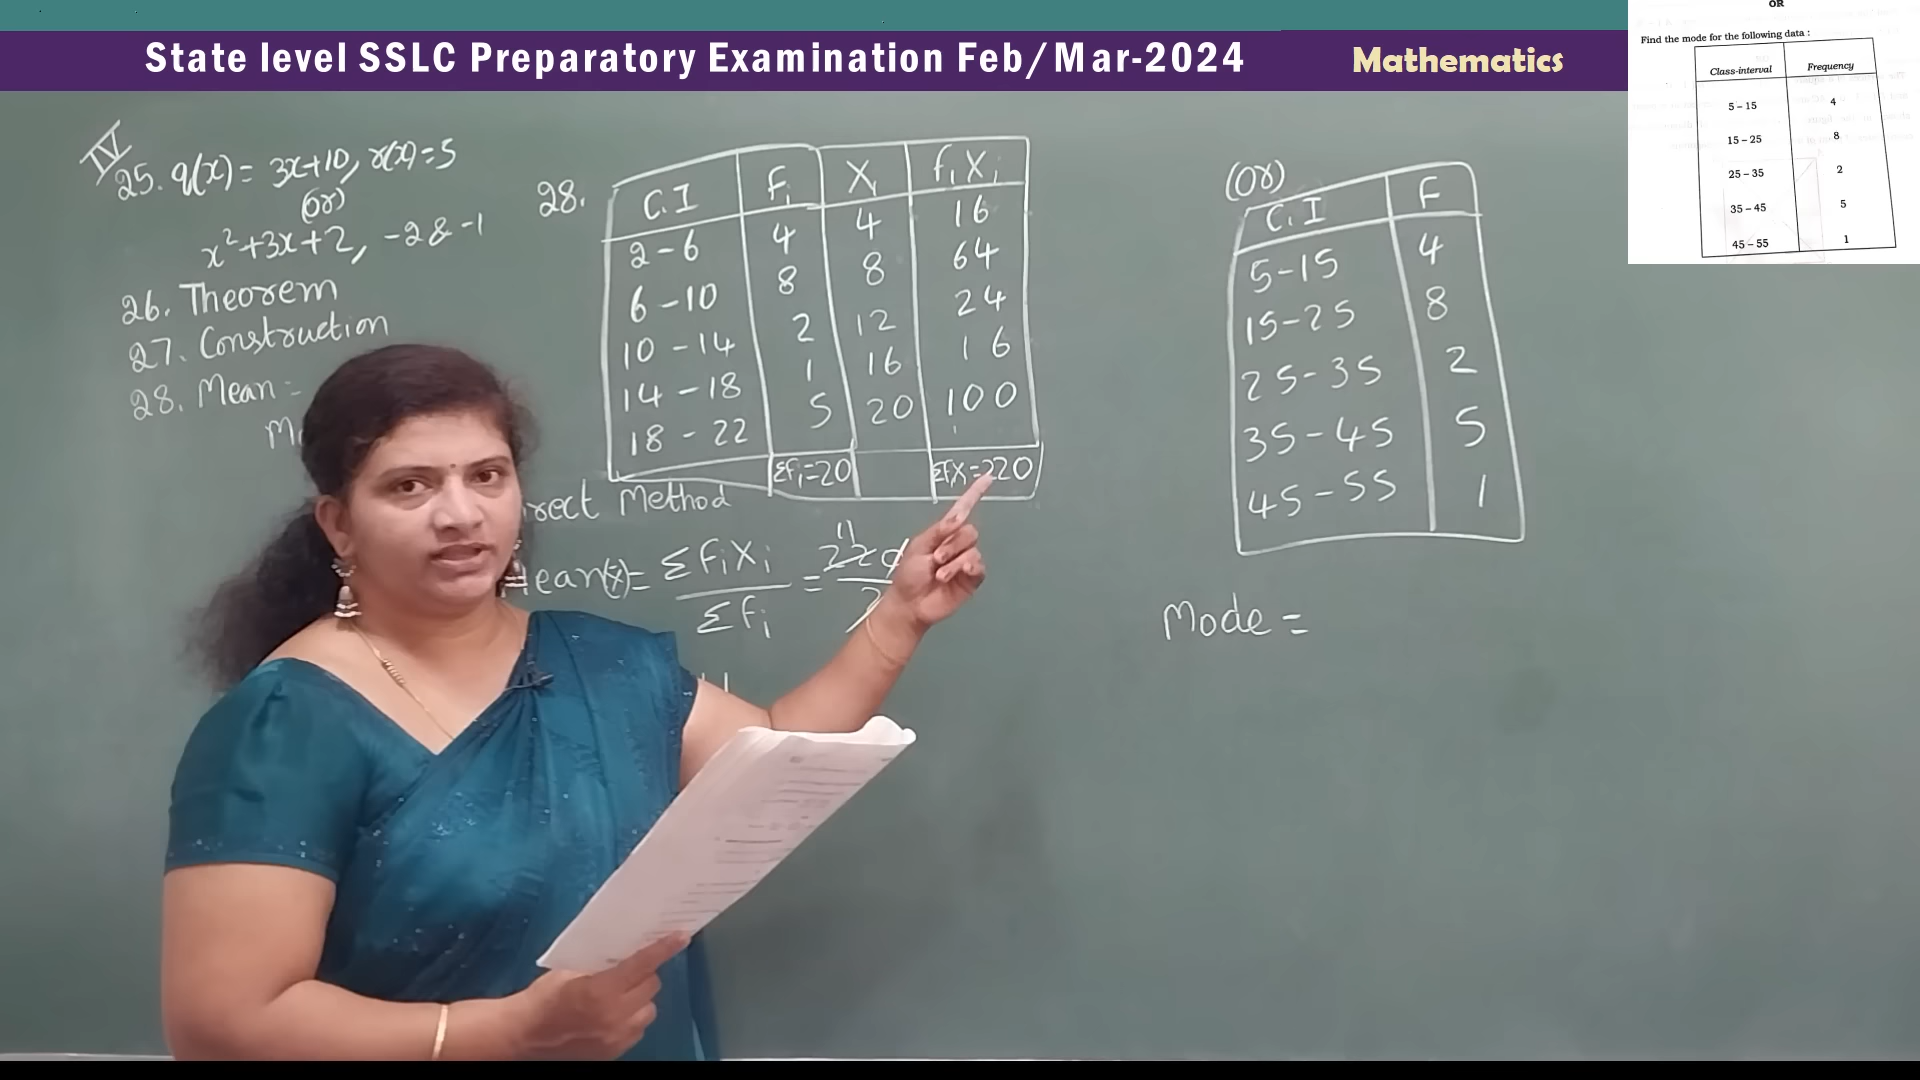 State level SSLC Preparatory Examination Feb/Mar-2024 Mathematics
OR
Find the mode for the following data :
Class-interval Frequency
5 – 15 4
15 – 25 8
25 – 35 2
35 – 45 5
45 – 55 1
IV
25. q(x) = 3x+10, r(x) = 5
(or)
x²+3x+2, -2 & -1
26. Theorem
27. Construction
28. Mean =
28.
C.I fi Xi fiXi
2-6 4 4 16
6-10 8 8 64
10-14 2 12 24
14-18 1 16 16
18-22 5 20 100
Σfi=20 ΣfX=220
rect Method
Mean(x̄)= ΣfiXi / Σfi = 220
11
(or)
C.I F
5-15 4
15-25 8
25-35 2
35-45 5
45-55 1
Mode =